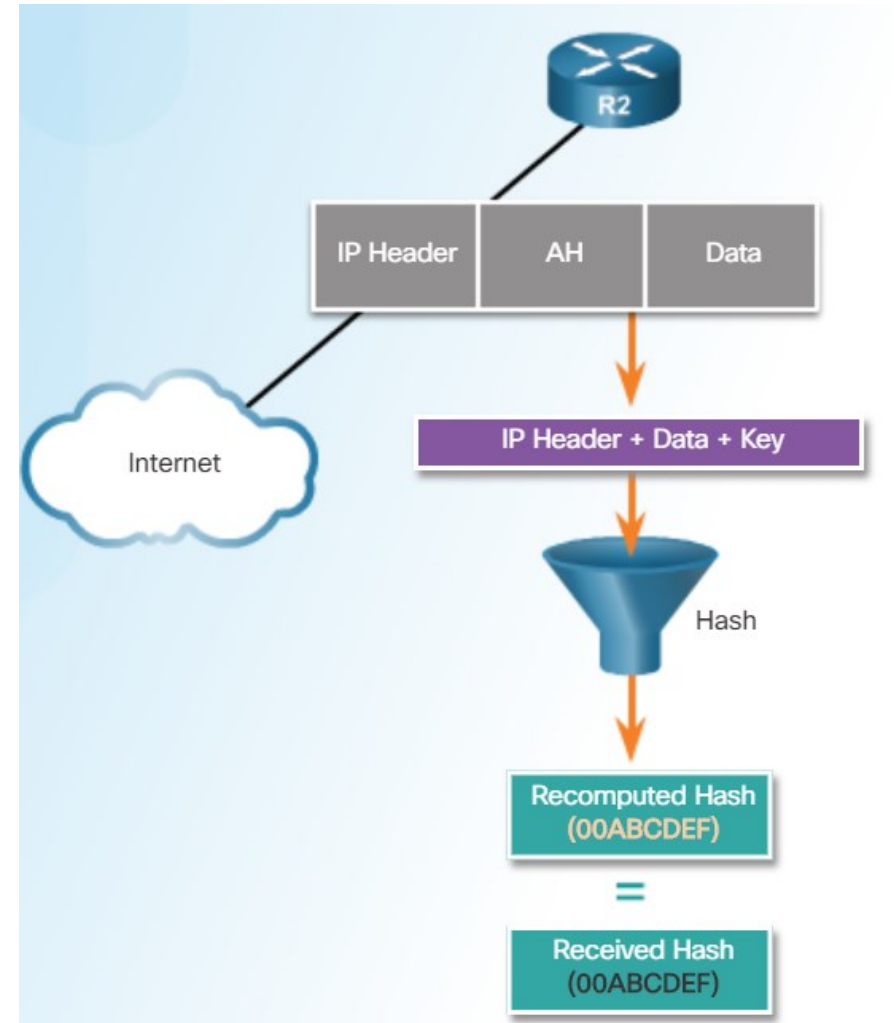 R2
IP Header
AH
Data
Internet
IP Header + Data + Key
Hash
Recomputed Hash
(00ABCDEF)
=
Received Hash
(00ABCDEF)